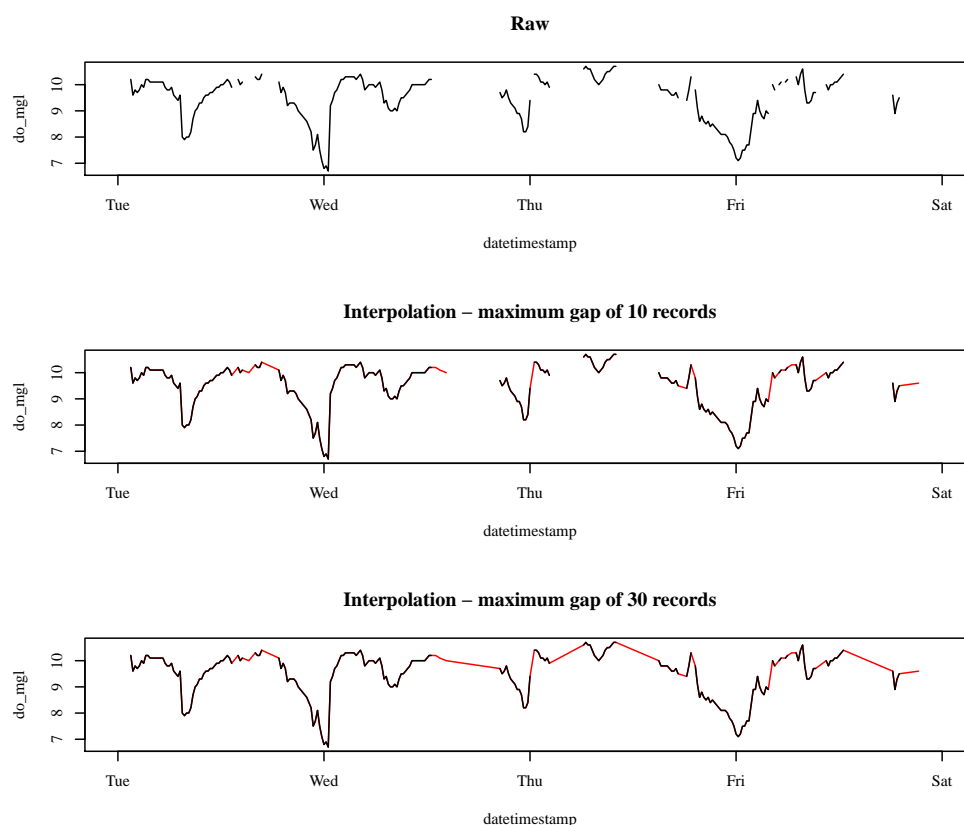 Raw
10
9
8
7
do_mgl
Tue Wed Thu Fri Sat
datetimestamp
Interpolation − maximum gap of 10 records
10
9
8
7
do_mgl
Tue Wed Thu Fri Sat
datetimestamp
Interpolation − maximum gap of 30 records
10
9
8
7
do_mgl
Tue Wed Thu Fri Sat
datetimestamp